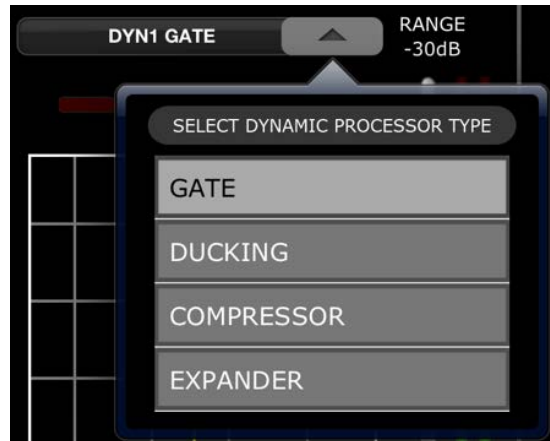 DYN1 GATE
RANGE
-30dB
SELECT DYNAMIC PROCESSOR TYPE
GATE
DUCKING
COMPRESSOR
EXPANDER